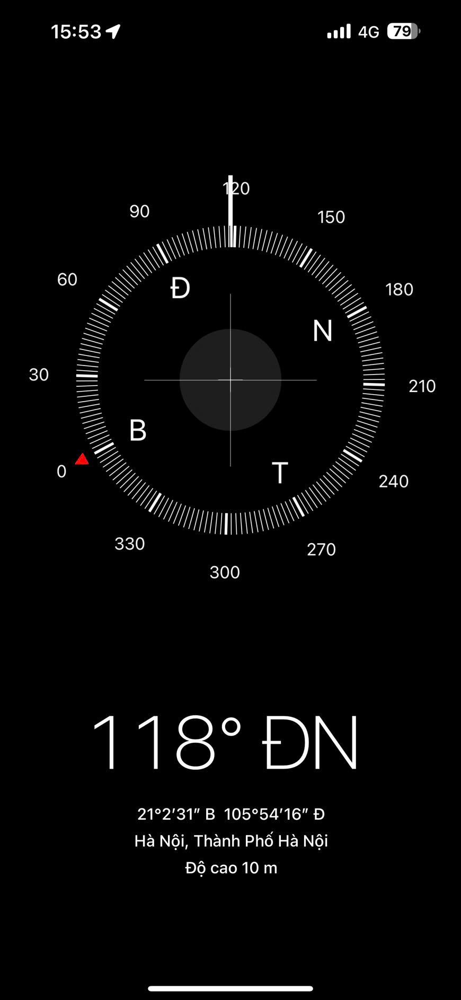 15:53 4G 79
120
90 150
60 180
Đ
N
30 210
B
T
0 240
330 270
300
118° ĐN
21°2′31″ B 105°54′16″ Đ
Hà Nội, Thành Phố Hà Nội
Độ cao 10 m